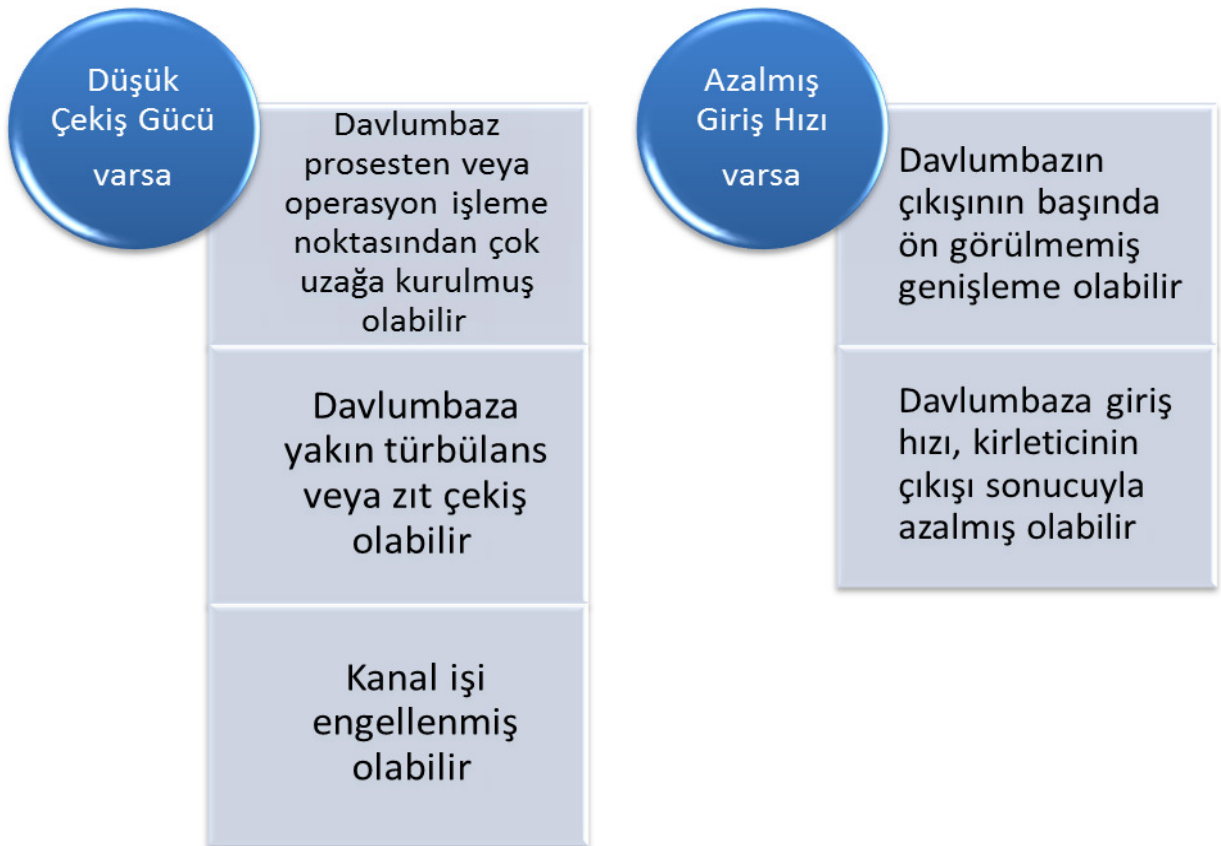 Düşük
Çekiş Gücü
varsa
Davlumbaz
prosesten veya
operasyon işleme
noktasından çok
uzağa kurulmuş
olabilir
Davlumbaza
yakın türbülans
veya zıt çekiş
olabilir
Kanal işi
engellenmiş
olabilir
Azalmış
Giriş Hızı
varsa
Davlumbazın
çıkışının başında
ön görülmemiş
genişleme olabilir
Davlumbaza giriş
hızı, kirleticinin
çıkışı sonucuyla
azalmış olabilir